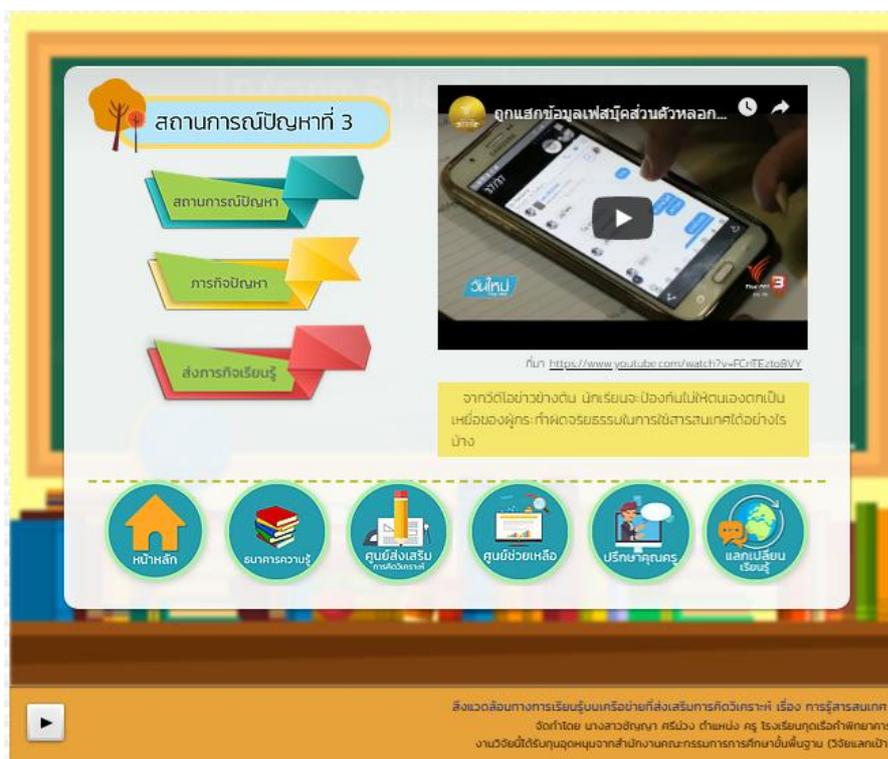 สถานการณ์ปัญหาที่ 3
สถานการณ์ปัญหา
ภารกิจปัญหา
ส่งภารกิจเรียนรู้
ถูกแฮกข้อมูลเฟสบุ๊คส่วนตัวหลอก...
37/37
วันใหม่
3
ที่มา https://www.youtube.com/watch?v=FCnTEzto8VY
จากวีดีโอข่าวข้างต้น นักเรียนจะป้องกันไม่ให้ตนเองตกเป็น
เหยื่อของผู้กระทำผิดจริยธรรมในการใช้สารสนเทศได้อย่างไร
บ้าง
หน้าหลัก
ธนาคารความรู้
ศูนย์ส่งเสริม
การคิดวิเคราะห์
ศูนย์ช่วยเหลือ
ปรึกษาคุณครู
แลกเปลี่ยน
เรียนรู้
สิ่งแวดล้อมทางการเรียนรู้บนเครือข่ายที่ส่งเสริมการคิดวิเคราะห์ เรื่อง การรู้สารสนเทศ
จัดทำโดย นางสาวชัญญา ศรีม่วง ตำแหน่ง ครู โรงเรียนกุดเรือคำพิทยาคาร
งานวิจัยนี้ได้รับทุนอุดหนุนจากสำนักงานคณะกรรมการการศึกษาขั้นพื้นฐาน (วิจัยแลกเป้า